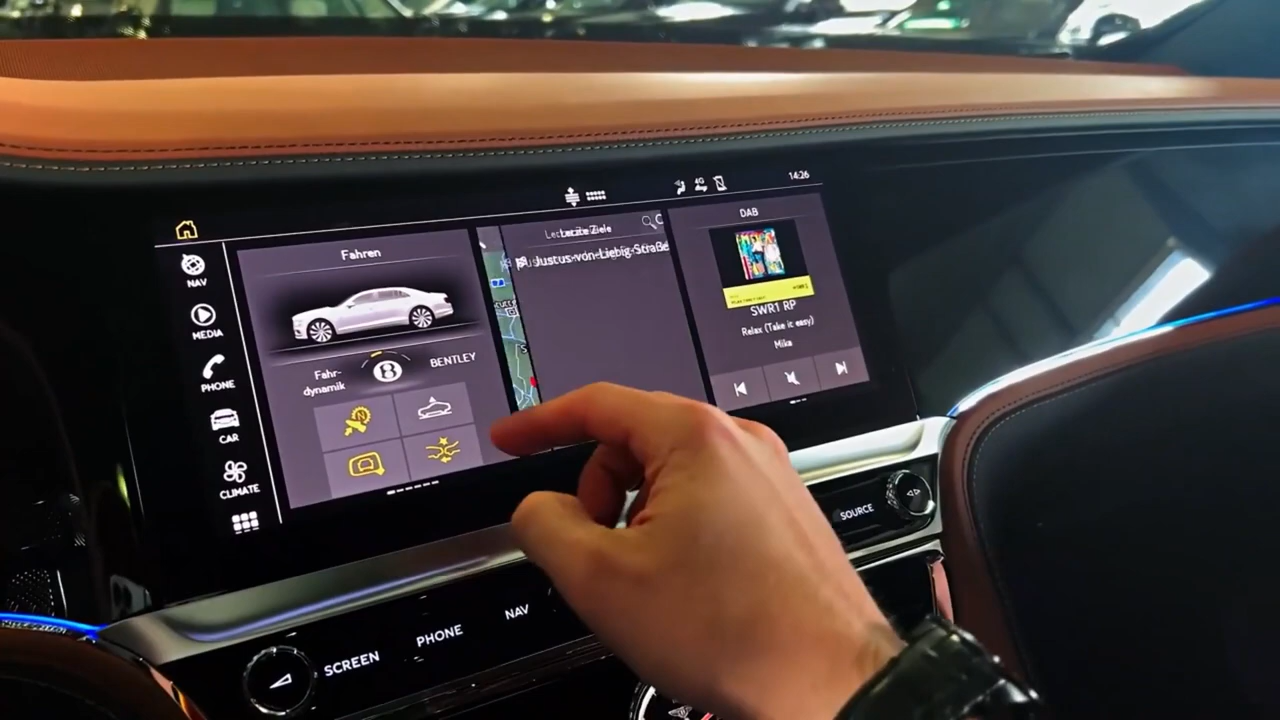 14:26
4G
NAV
MEDIA
PHONE
CAR
CLIMATE
Fahren
Fahr-
dynamik
B
BENTLEY
N
Letzte Ziele
Justus-von-Liebig-Straße
DAB
SWR1 RP
Relax (Take it easy)
Mika
SOURCE
SCREEN
PHONE
NAV